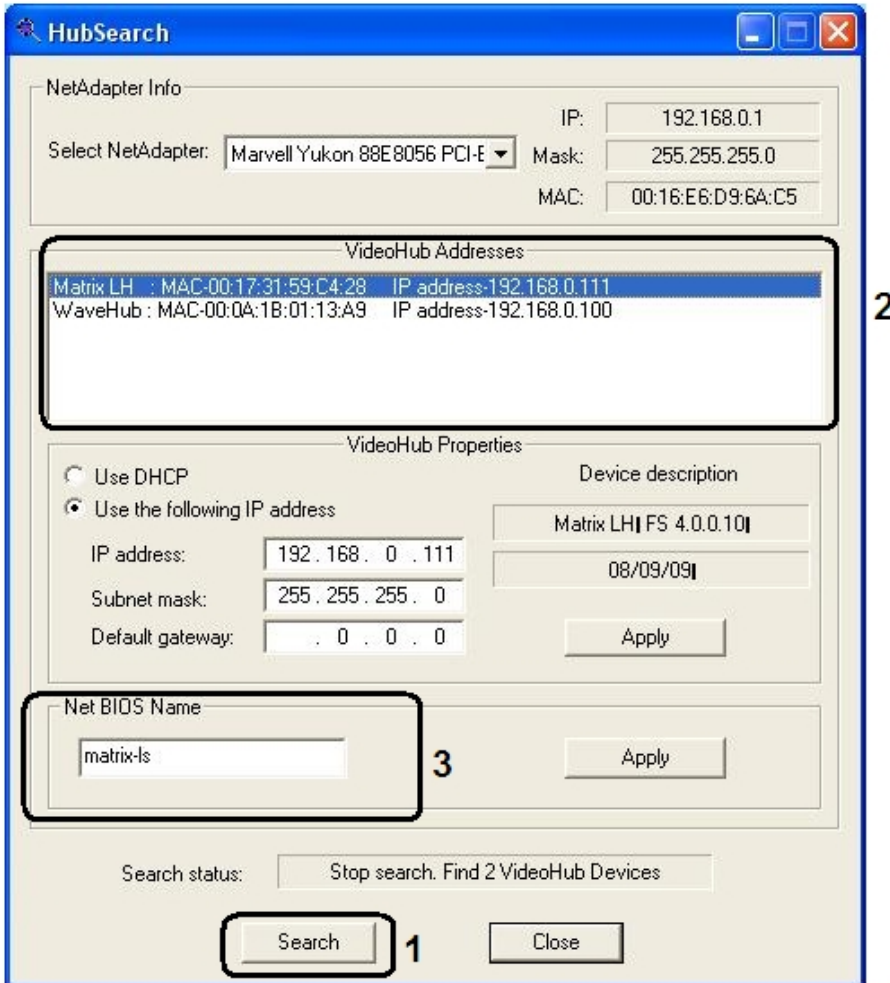 HubSearch
NetAdapter Info
Select NetAdapter: Marvell Yukon 88E8056 PCI-E
IP: 192.168.0.1
Mask: 255.255.255.0
MAC: 00:16:E6:D9:6A:C5
VideoHub Addresses
Matrix LH : MAC-00:17:31:59:C4:28 IP address-192.168.0.111
WaveHub : MAC-00:0A:1B:01:13:A9 IP address-192.168.0.100
2
VideoHub Properties
Use DHCP
Use the following IP address
IP address: 192 . 168 . 0 . 111
Subnet mask: 255 . 255 . 255 . 0
Default gateway: . 0 . 0 . 0
Device description
Matrix LH FS 4.0.0.10
08/09/09
Apply
Net BIOS Name
matrix-ls
3
Apply
Search status: Stop search. Find 2 VideoHub Devices
Search
1
Close